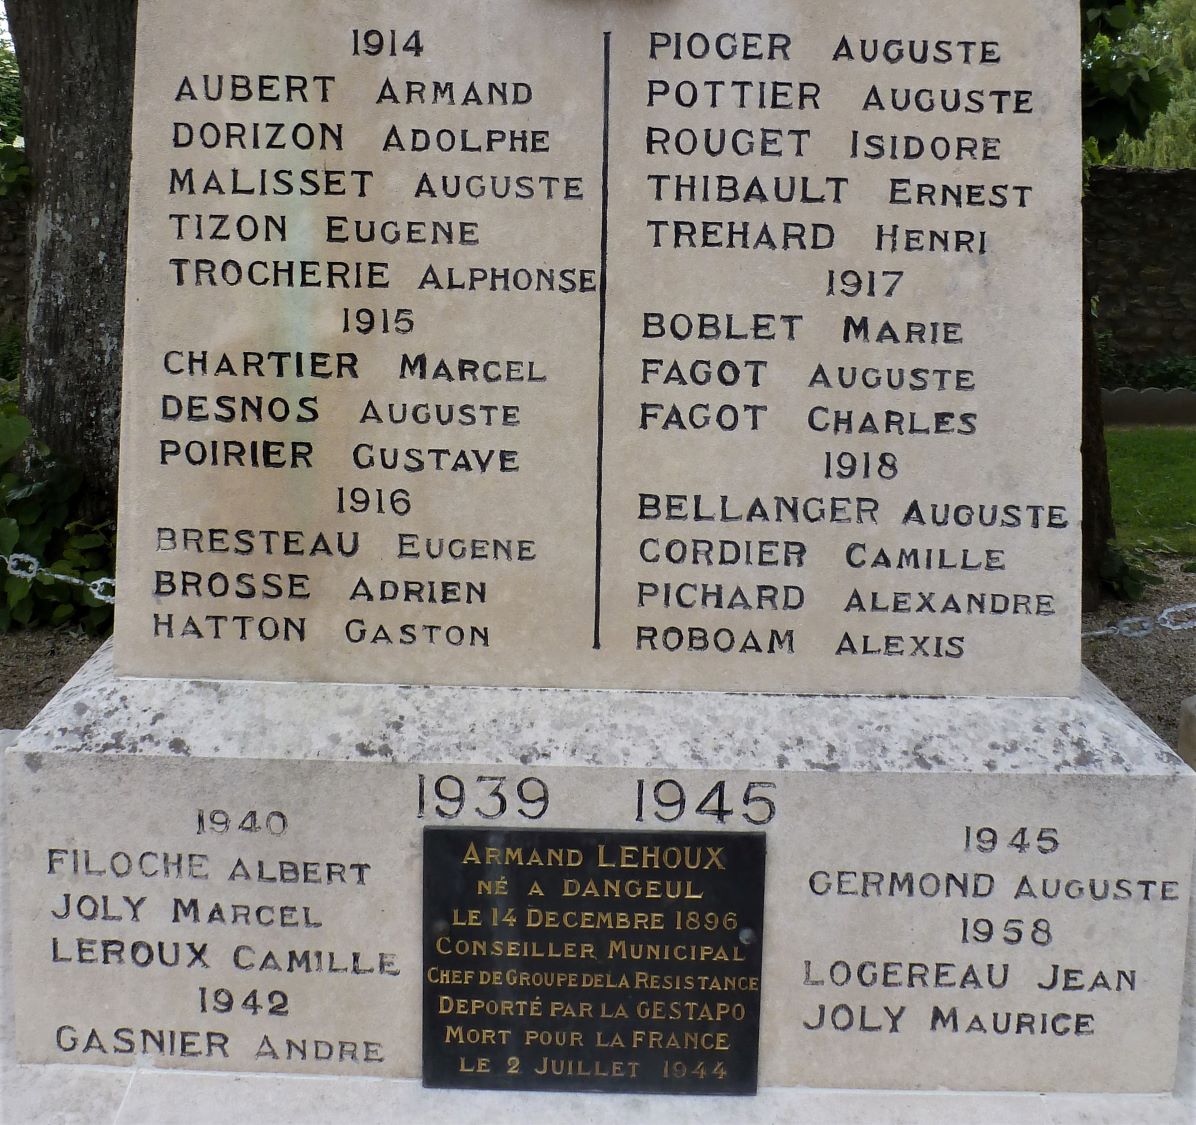 1914
AUBERT ARMAND
DORIZON ADOLPHE
MALISSET AUGUSTE
TIZON EUGENE
TROCHERIE ALPHONSE
1915
CHARTIER MARCEL
DESNOS AUGUSTE
POIRIER GUSTAVE
1916
BRESTEAU EUGENE
BROSSE ADRIEN
HATTON GASTON
PIOGER AUGUSTE
POTTIER AUGUSTE
ROUGET ISIDORE
THIBAULT ERNEST
TREHARD HENRI
1917
BOBLET MARIE
FAGOT AUGUSTE
FAGOT CHARLES
1918
BELLANGER AUGUSTE
CORDIER CAMILLE
PICHARD ALEXANDRE
ROBOAM ALEXIS
1939 1945
1940
FILOCHE ALBERT
JOLY MARCEL
LEROUX CAMILLE
1942
GASNIER ANDRE
ARMAND LEHOUX
NÉ A DANGEUL
LE 14 DECEMBRE 1896
CONSEILLER MUNICIPAL
CHEF DE GROUPE DE LA RESISTANCE
DEPORTÉ PAR LA GESTAPO
MORT POUR LA FRANCE
LE 2 JUILLET 1944
1945
GERMOND AUGUSTE
1958
LOGEREAU JEAN
JOLY MAURICE